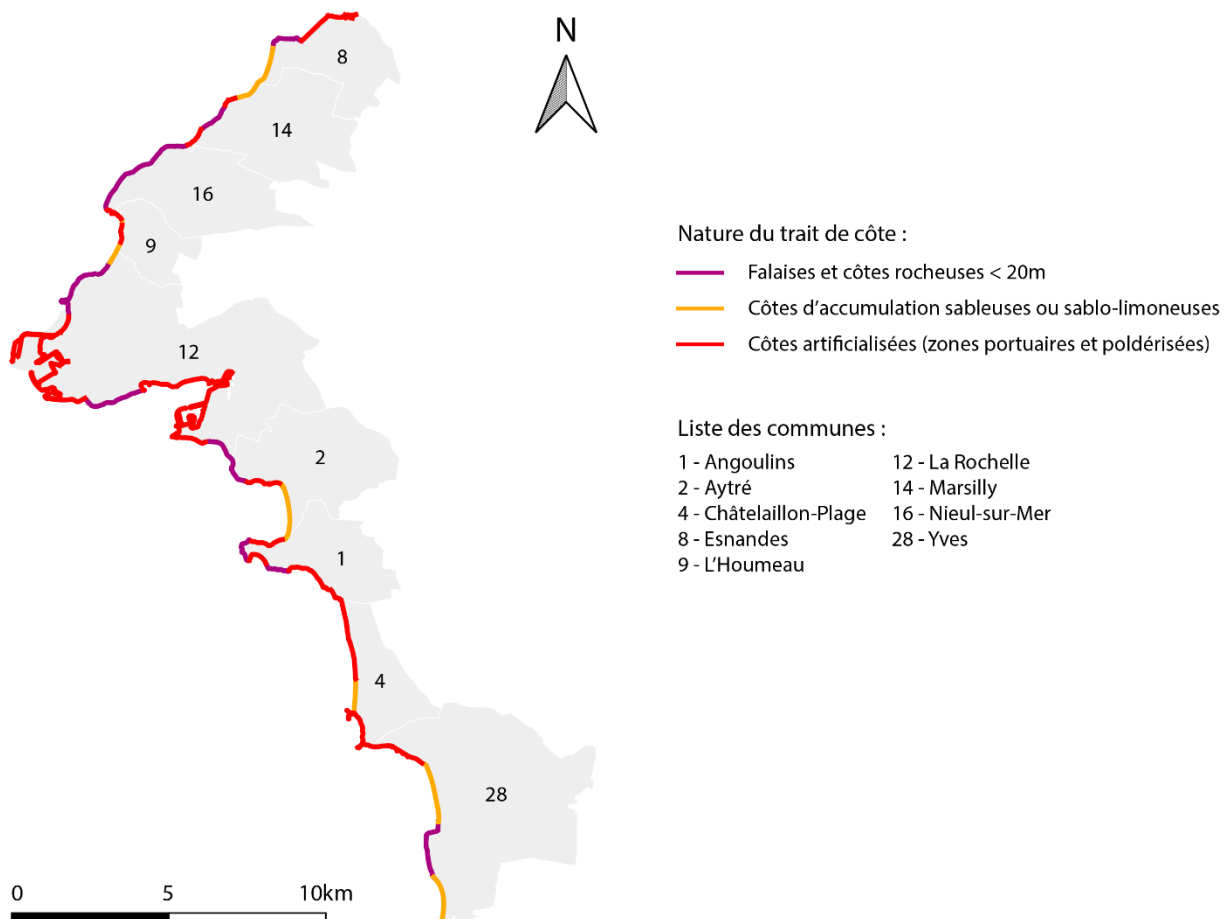 N
8
14
16
9
12
2
1
4
28
0 5 10km
Nature du trait de côte :
Falaises et côtes rocheuses < 20m
Côtes d'accumulation sableuses ou sablo-limoneuses
Côtes artificialisées (zones portuaires et poldérisées)
Liste des communes :
1 - Angoulins 12 - La Rochelle
2 - Aytré 14 - Marsilly
4 - Châtelaillon-Plage 16 - Nieul-sur-Mer
8 - Esnandes 28 - Yves
9 - L'Houmeau